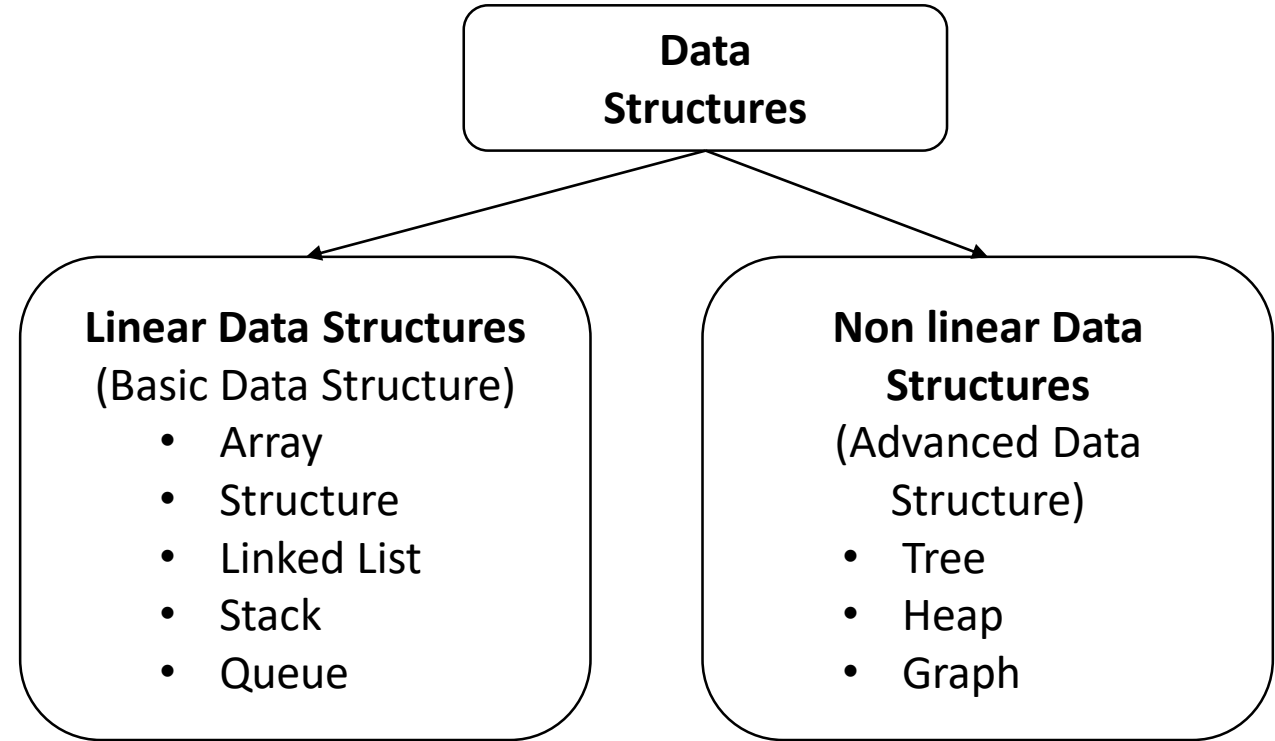 Data
Structures
Linear Data Structures
(Basic Data Structure)
• Array
• Structure
• Linked List
• Stack
• Queue
Non linear Data
Structures
(Advanced Data
Structure)
• Tree
• Heap
• Graph